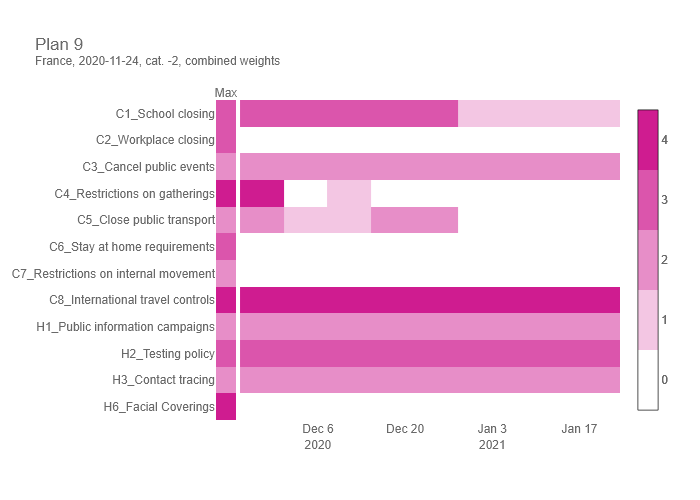 Plan 9
France, 2020-11-24, cat. -2, combined weights
Max
C1_School closing
C2_Workplace closing
C3_Cancel public events
C4_Restrictions on gatherings
C5_Close public transport
C6_Stay at home requirements
C7_Restrictions on internal movement
C8_International travel controls
H1_Public information campaigns
H2_Testing policy
H3_Contact tracing
H6_Facial Coverings
4
3
2
1
0
Dec 6
2020
Dec 20
Jan 3
2021
Jan 17